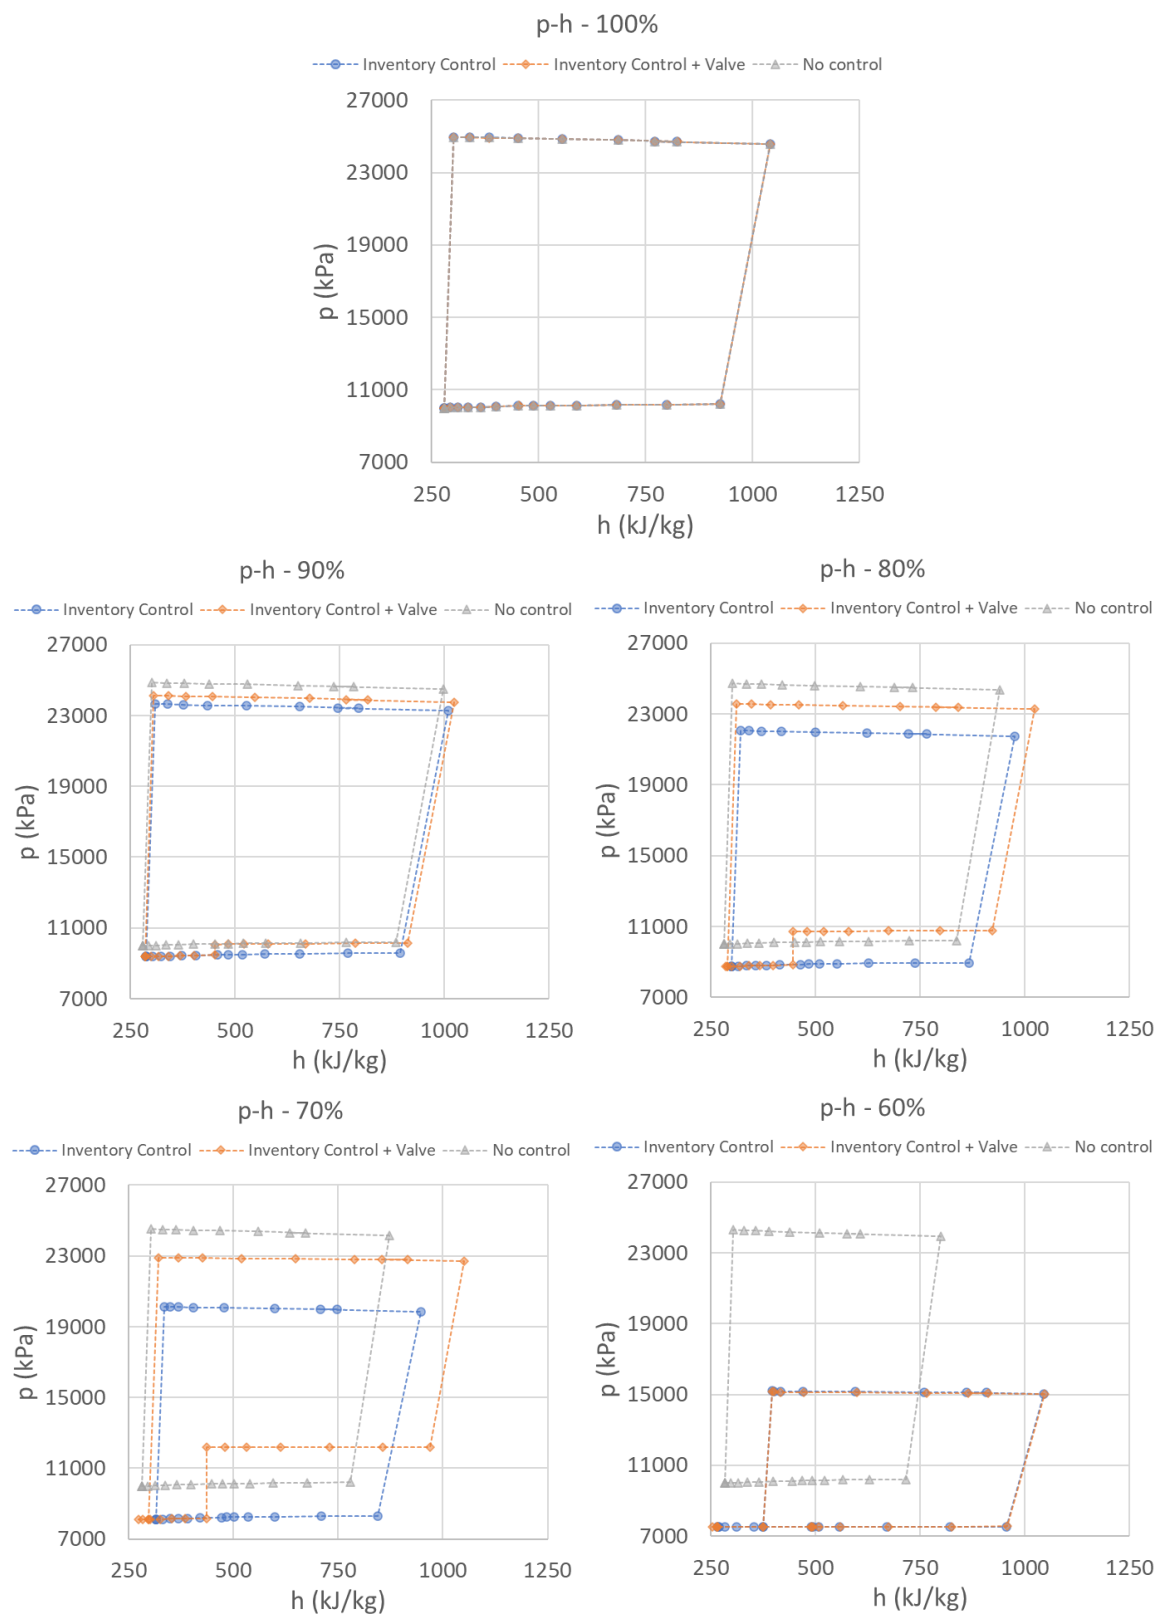 p-h - 100%
Inventory Control Inventory Control + Valve No control
27000
23000
19000
15000
11000
7000
p (kPa)
250 500 750 1000 1250
h (kJ/kg)
p-h - 90%
Inventory Control Inventory Control + Valve No control
27000
23000
19000
15000
11000
7000
p (kPa)
250 500 750 1000 1250
h (kJ/kg)
p-h - 80%
Inventory Control Inventory Control + Valve No control
27000
23000
19000
15000
11000
7000
p (kPa)
250 500 750 1000 1250
h (kJ/kg)
p-h - 70%
Inventory Control Inventory Control + Valve No control
27000
23000
19000
15000
11000
7000
p (kPa)
250 500 750 1000 1250
h (kJ/kg)
p-h - 60%
Inventory Control Inventory Control + Valve No control
27000
23000
19000
15000
11000
7000
p (kPa)
250 500 750 1000 1250
h (kJ/kg)